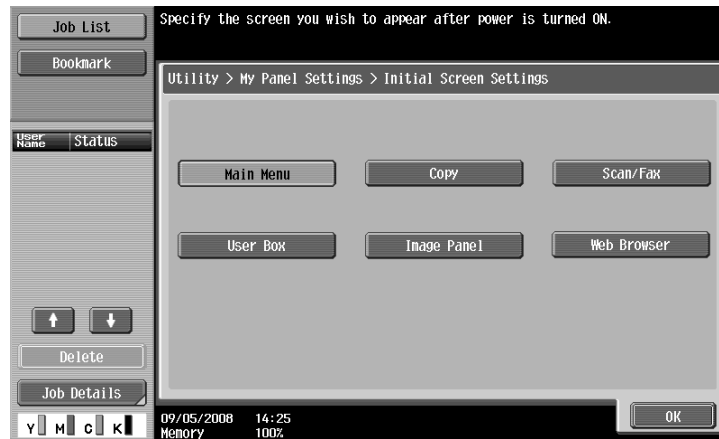 Job List
Bookmark
User Name Status
Delete
Job Details
Y M C K
Specify the screen you wish to appear after power is turned ON.
Utility > My Panel Settings > Initial Screen Settings
Main Menu Copy Scan/Fax
User Box Image Panel Web Browser
09/05/2008 14:25
Memory 100%
OK